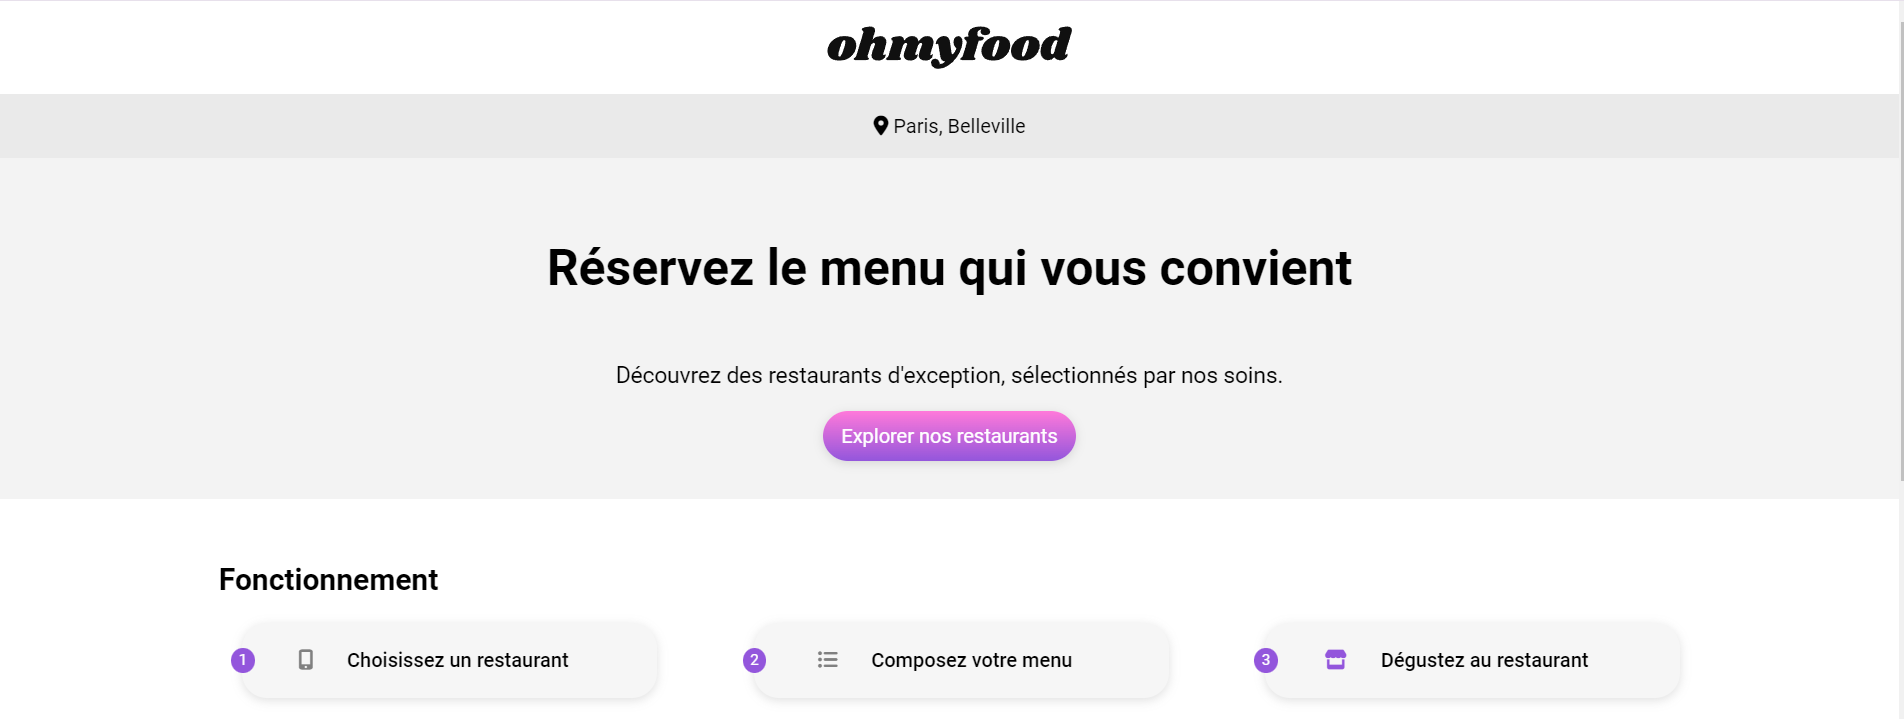 ohmyfood
Paris, Belleville
Réservez le menu qui vous convient
Découvrez des restaurants d'exception, sélectionnés par nos soins.
Explorer nos restaurants
Fonctionnement
1 Choisissez un restaurant
2 Composez votre menu
3 Dégustez au restaurant